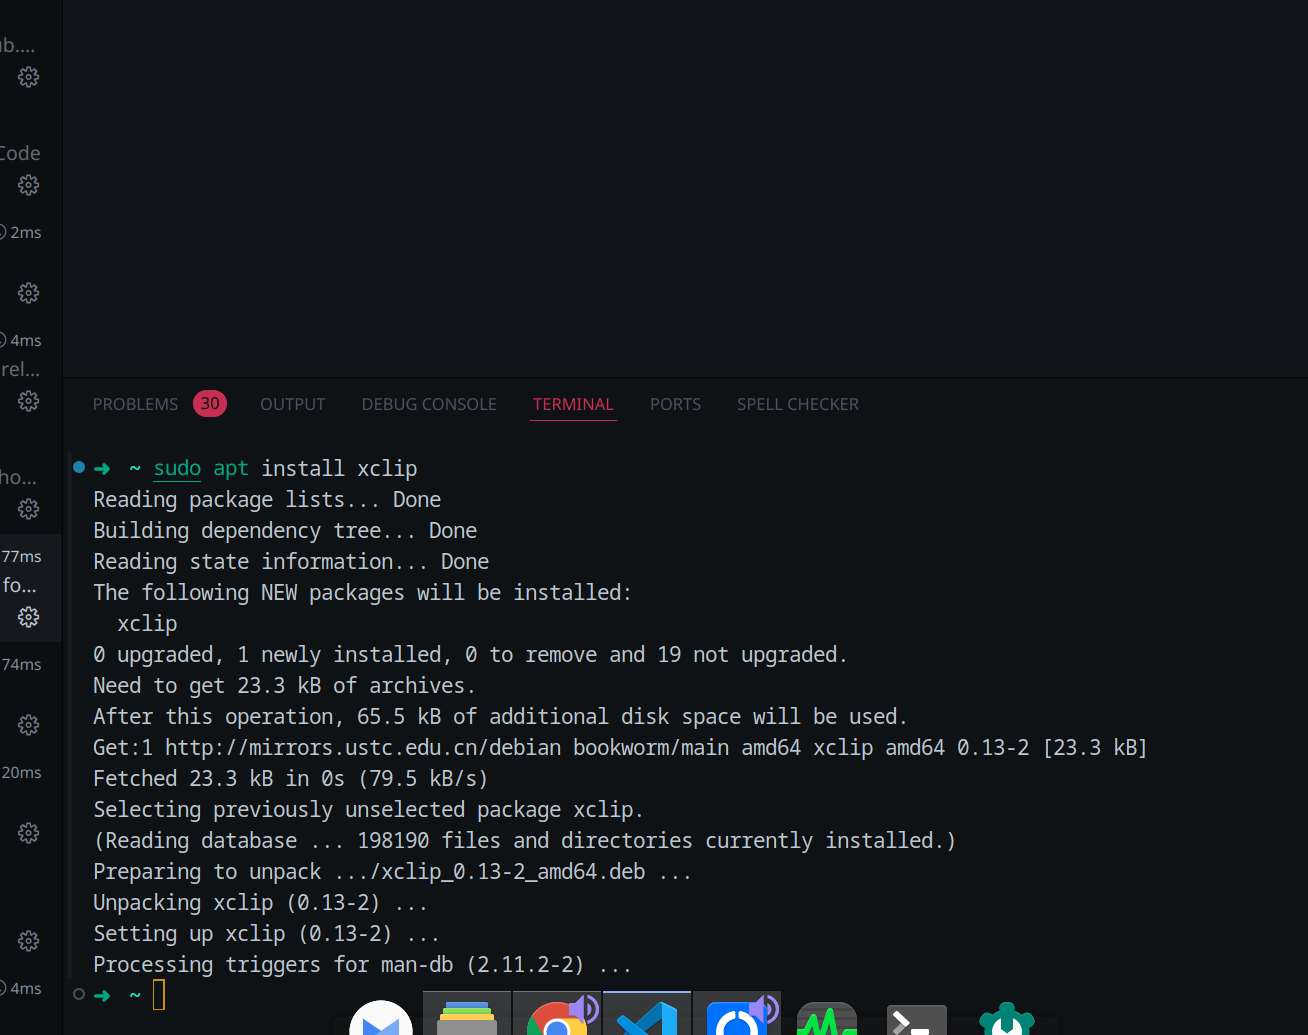 ub....
Code
2ms
4ms
rel...
ho...
77ms
fo...
74ms
20ms
4ms
PROBLEMS 30 OUTPUT DEBUG CONSOLE TERMINAL PORTS SPELL CHECKER
➜ ~ sudo apt install xclip
Reading package lists... Done
Building dependency tree... Done
Reading state information... Done
The following NEW packages will be installed:
xclip
0 upgraded, 1 newly installed, 0 to remove and 19 not upgraded.
Need to get 23.3 kB of archives.
After this operation, 65.5 kB of additional disk space will be used.
Get:1 http://mirrors.ustc.edu.cn/debian bookworm/main amd64 xclip amd64 0.13-2 [23.3 kB]
Fetched 23.3 kB in 0s (79.5 kB/s)
Selecting previously unselected package xclip.
(Reading database ... 198190 files and directories currently installed.)
Preparing to unpack .../xclip_0.13-2_amd64.deb ...
Unpacking xclip (0.13-2) ...
Setting up xclip (0.13-2) ...
Processing triggers for man-db (2.11.2-2) ...
➜ ~